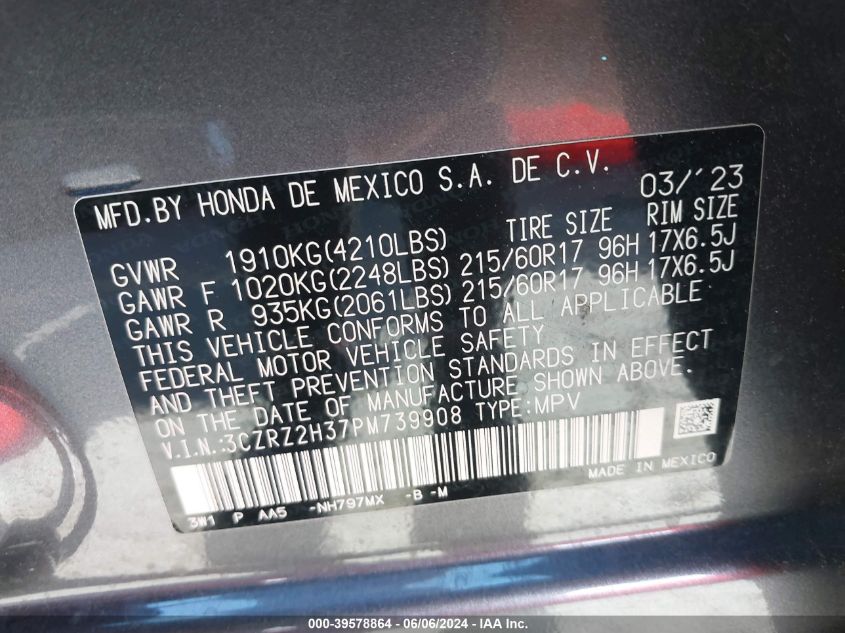 MFD.BY HONDA DE MEXICO S.A. DE C.V. 03/'23
TIRE SIZE RIM SIZE
GVWR 1910KG(4210LBS)
GAWR F 1020KG(2248LBS) 215/60R17 96H 17X6.5J
GAWR R 935KG(2061LBS) 215/60R17 96H 17X6.5J
THIS VEHICLE CONFORMS TO ALL APPLICABLE
FEDERAL MOTOR VEHICLE SAFETY
AND THEFT PREVENTION STANDARDS IN EFFECT
ON THE DATE OF MANUFACTURE SHOWN ABOVE.
V.I.N.:3CZRZ2H37PM739908 TYPE:MPV
MADE IN MEXICO
3W1 P AA5 -NH797MX -B -M
000-39578864 / 06/06/2024 - IAA Inc.